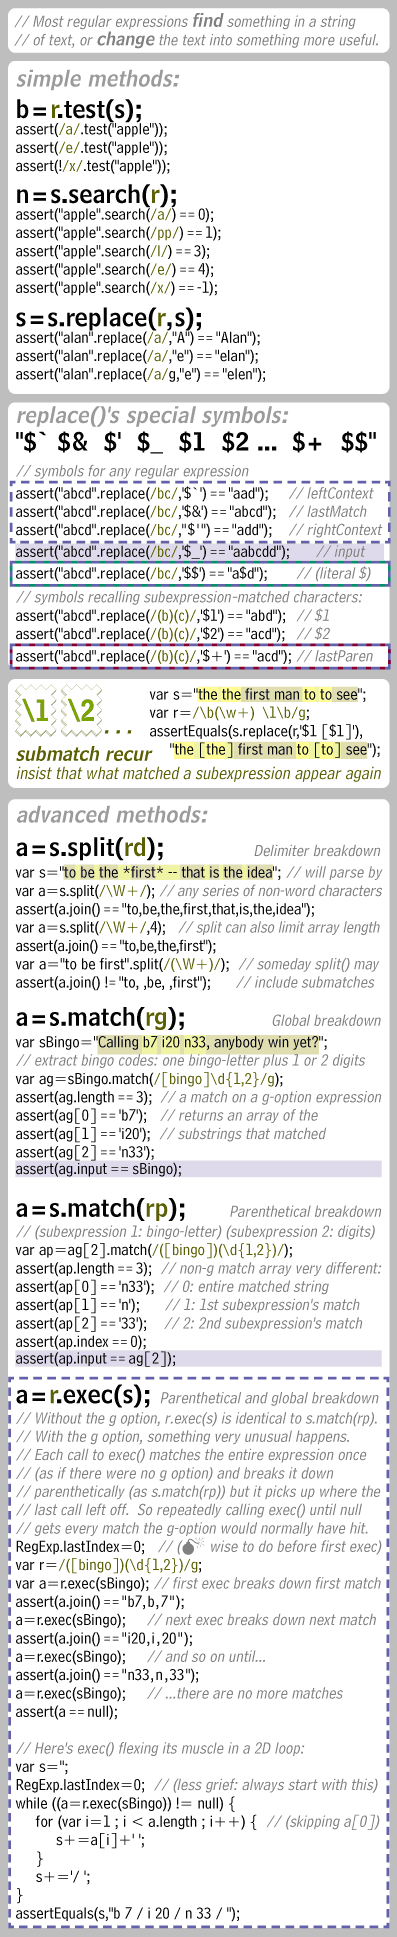 // Most regular expressions find something in a string
// of text, or change the text into something more useful.
simple methods:
b=r.test(s);
assert(/a/.test("apple"));
assert(/e/.test("apple"));
assert(!/x/.test("apple"));
n=s.search(r);
assert("apple".search(/a/)==0);
assert("apple".search(/pp/)==1);
assert("apple".search(/l/)==3);
assert("apple".search(/e/)==4);
assert("apple".search(/x/)==-1);
s=s.replace(r,s);
assert("alan".replace(/a/,"A")=="Alan");
assert("alan".replace(/a/,"e")=="elan");
assert("alan".replace(/a/g,"e")=="elen");
replace()'s special symbols:
"$` $& $' $_ $1 $2 ... $+ $$"
// symbols for any regular expression
assert("abcd".replace(/bc/,'$`')=="aad"); // leftContext
assert("abcd".replace(/bc/,'$&')=="abcd"); // lastMatch
assert("abcd".replace(/bc/,"$'")=="add"); // rightContext
assert("abcd".replace(/bc/,'$_')=="aabcdd"); // input
assert("abcd".replace(/bc/,'$$')=="a$d"); // (literal $)
// symbols recalling subexpression-matched characters:
assert("abcd".replace(/(b)(c)/,'$1')=="abd"); // $1
assert("abcd".replace(/(b)(c)/,'$2')=="acd"); // $2
assert("abcd".replace(/(b)(c)/,'$+')=="acd"); // lastParen
\1 \2 ...
var s="the the first man to to see";
var r=/\b(\w+) \1\b/g;
assertEquals(s.replace(r,'$1 [$1]'),
"the [the] first man to [to] see");
submatch recur
insist that what matched a subexpression appear again
advanced methods:
a=s.split(rd); Delimiter breakdown
var s="to be the *first* -- that is the idea"; // will parse by
var a=s.split(/\W+/); // any series of non-word characters
assert(a.join()=="to,be,the,first,that,is,the,idea");
var a=s.split(/\W+/,4); // split can also limit array length
assert(a.join()=="to,be,the,first");
var a="to be first".split(/(\W+)/); // someday split() may
assert(a.join()!="to, ,be, ,first"); // include submatches
a=s.match(rg); Global breakdown
var sBingo="Calling b7 i20 n33, anybody win yet?";
// extract bingo codes: one bingo-letter plus 1 or 2 digits
var ag=sBingo.match(/[bingo]\d{1,2}/g);
assert(ag.length==3); // a match on a g-option expression
assert(ag[0]=='b7'); // returns an array of the
assert(ag[1]=='i20'); // substrings that matched
assert(ag[2]=='n33');
assert(ag.input == sBingo);
a=s.match(rp); Parenthetical breakdown
// (subexpression 1: bingo-letter) (subexpression 2: digits)
var ap=ag[2].match(/([bingo])(\d{1,2})/);
assert(ap.length==3); // non-g match array very different:
assert(ap[0]=='n33'); // 0: entire matched string
assert(ap[1]=='n'); // 1: 1st subexpression's match
assert(ap[2]=='33'); // 2: 2nd subexpression's match
assert(ap.index==0);
assert(ap.input==ag[2]);
a=r.exec(s); Parenthetical and global breakdown
// Without the g option, r.exec(s) is identical to s.match(rp).
// With the g option, something very unusual happens.
// Each call to exec() matches the entire expression once
// (as if there were no g option) and breaks it down
// parenthetically (as s.match(rp)) but it picks up where the
// last call left off. So repeatedly calling exec() until null
// gets every match the g-option would normally have hit.
RegExp.lastIndex=0; // ( wise to do before first exec)
var r=/([bingo])(\d{1,2})/g;
var a=r.exec(sBingo); // first exec breaks down first match
assert(a.join()=="b7,b,7");
a=r.exec(sBingo); // next exec breaks down next match
assert(a.join()=="i20,i,20");
a=r.exec(sBingo); // and so on until...
assert(a.join()=="n33,n,33");
a=r.exec(sBingo); // ...there are no more matches
assert(a==null);
// Here's exec() flexing its muscle in a 2D loop:
var s='';
RegExp.lastIndex=0; // (less grief: always start with this)
while ((a=r.exec(sBingo)) != null) {
for (var i=1 ; i < a.length ; i++) { // (skipping a[0])
s+=a[i]+' ';
}
s+='/ ';
}
assertEquals(s,"b 7 / i 20 / n 33 / ");